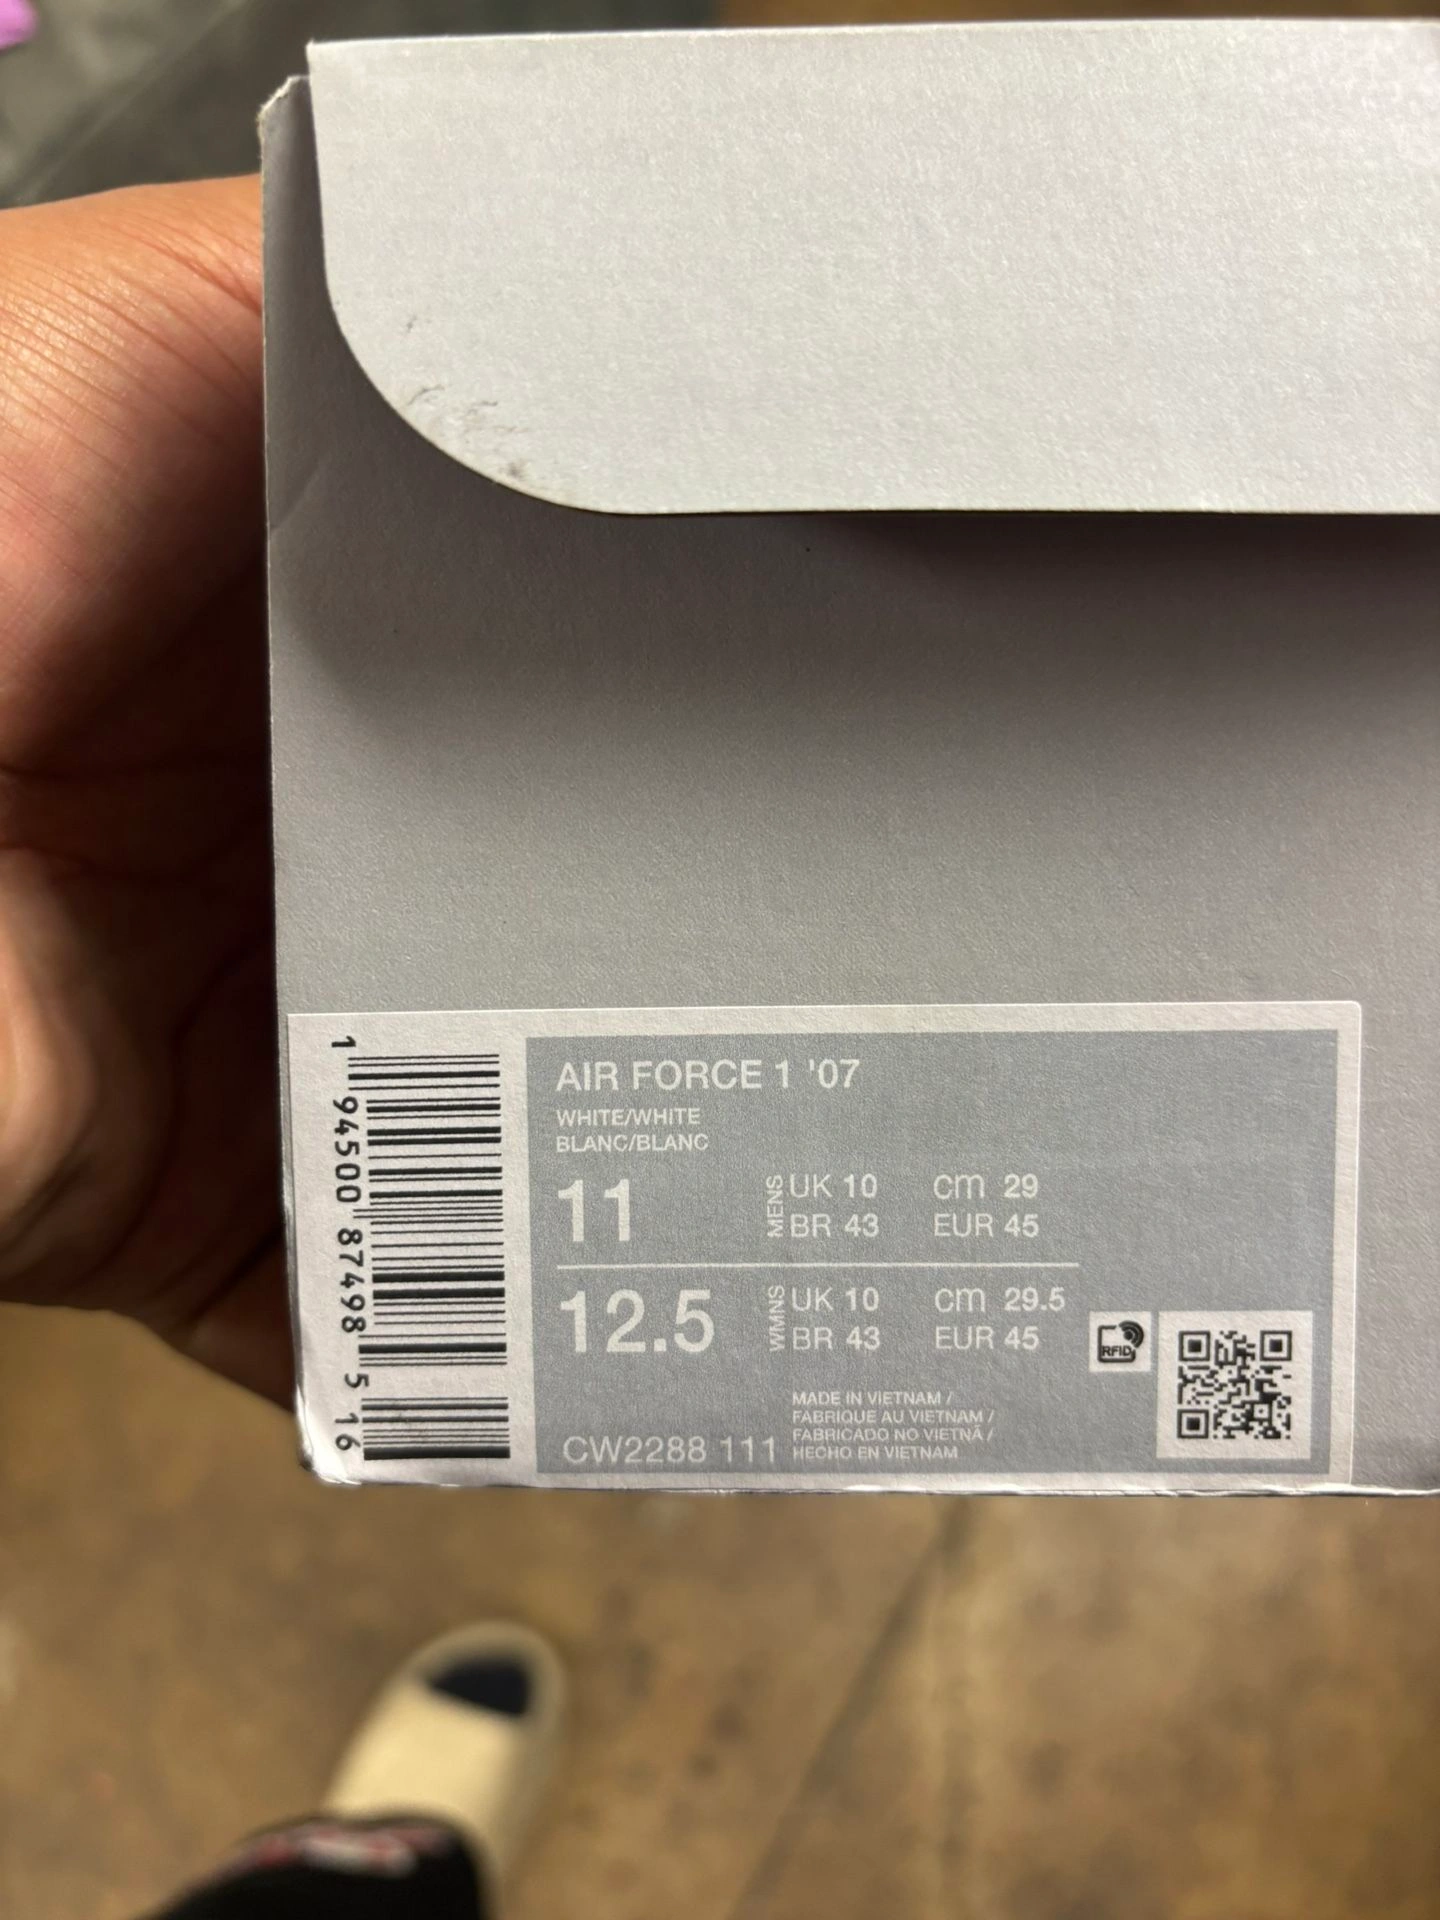 AIR FORCE 1 '07
WHITE/WHITE
BLANC/BLANC
11 MENS UK 10 cm 29
BR 43 EUR 45
12.5 WMNS UK 10 cm 29.5
BR 43 EUR 45
RFID
MADE IN VIETNAM /
FABRIQUE AU VIETNAM /
FABRICADO NO VIETNÃ /
HECHO EN VIETNAM
CW2288 111
1 94500 87498 5 16